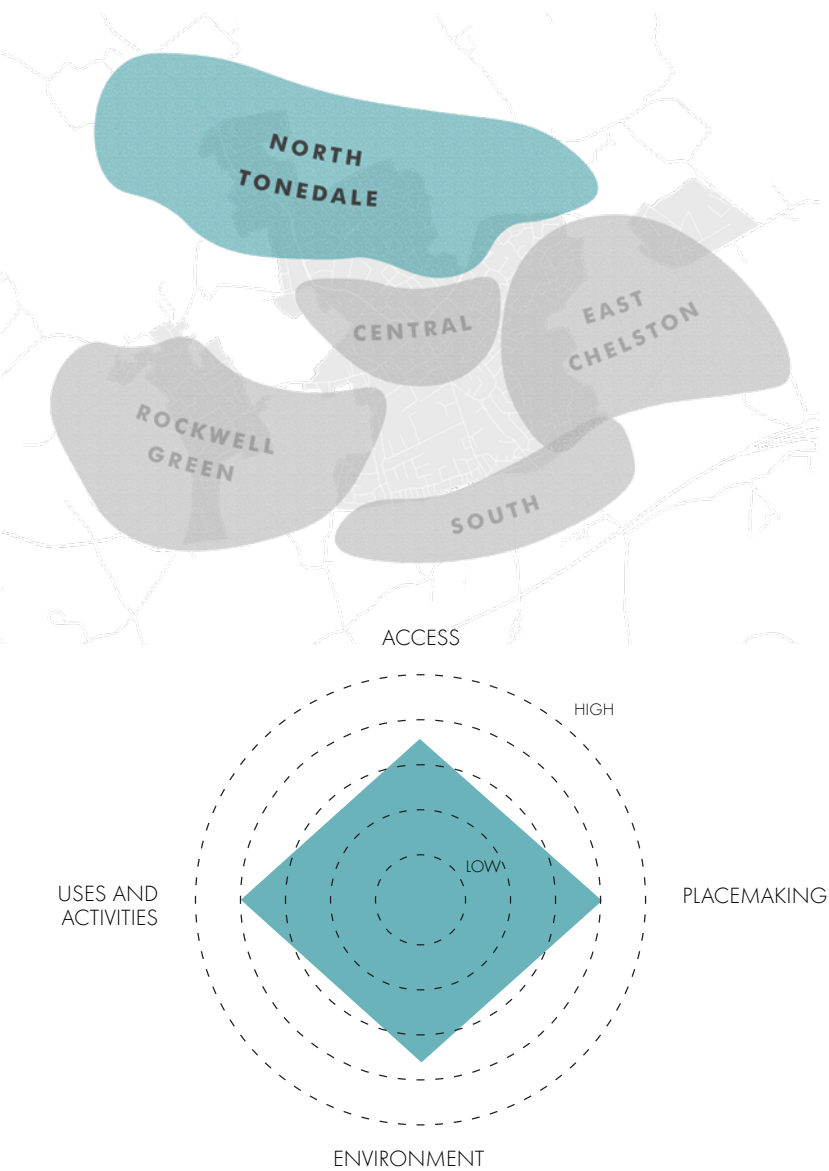 NORTH
TONEDALE
CENTRAL
EAST
CHELSTON
ROCKWELL
GREEN
SOUTH
ACCESS
HIGH
LOW
USES AND
ACTIVITIES
PLACEMAKING
ENVIRONMENT